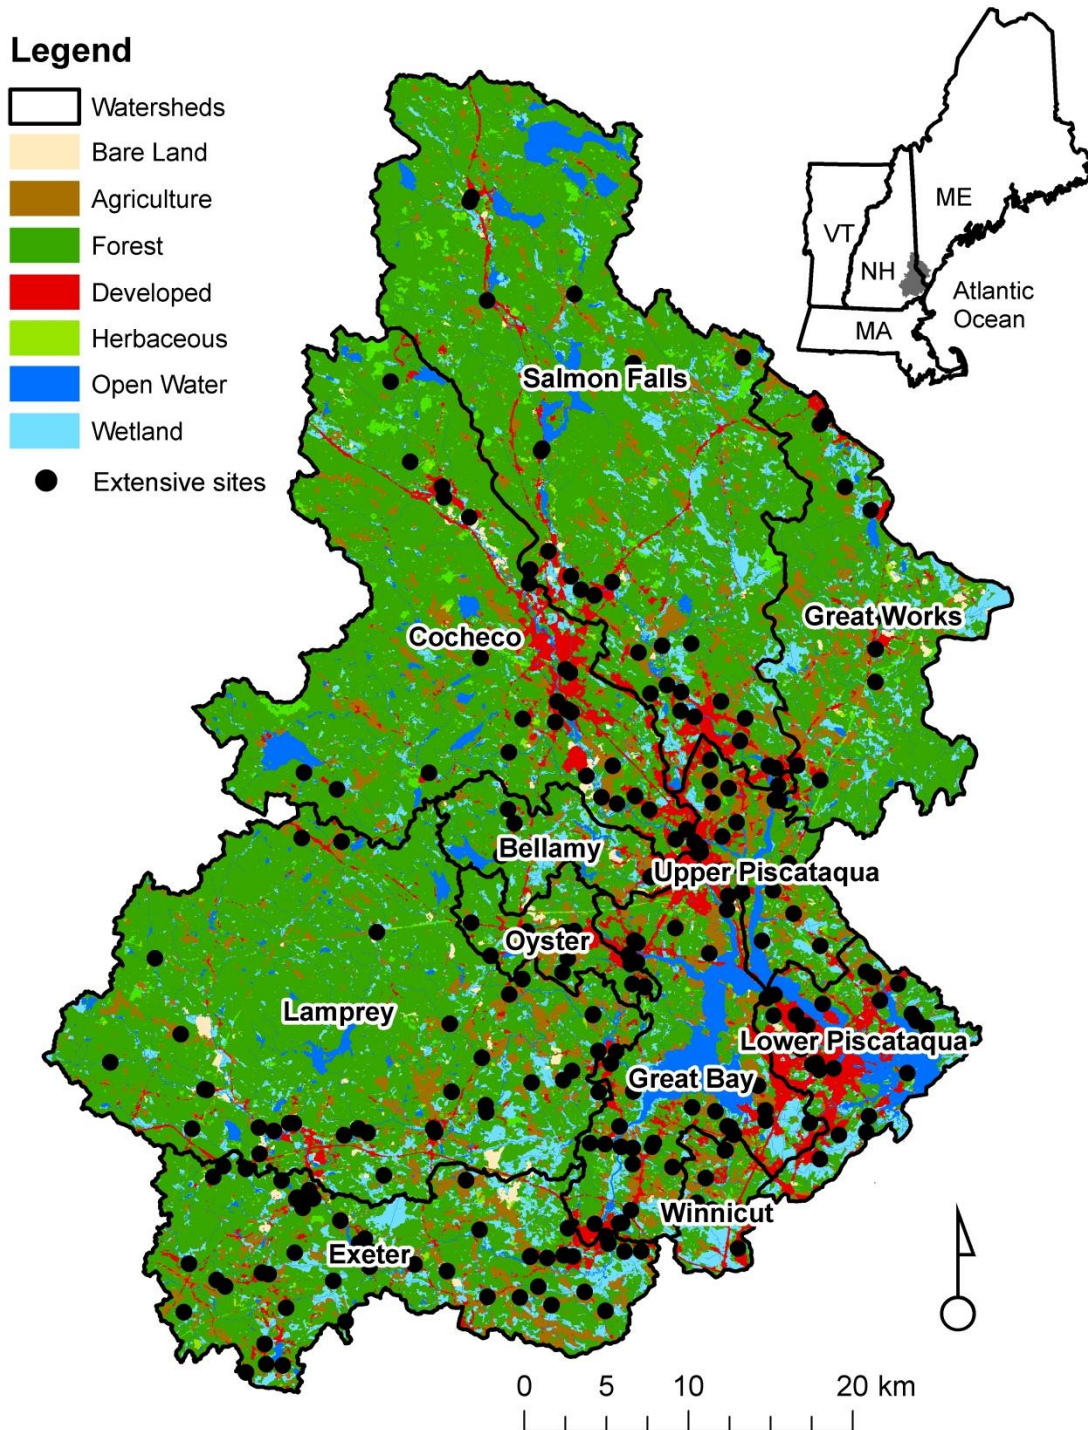 Legend
Watersheds
Bare Land
Agriculture
Forest
Developed
Herbaceous
Open Water
Wetland
Extensive sites
ME
VT
NH
Atlantic
Ocean
MA
Salmon Falls
Great Works
Cocheco
Bellamy
Upper Piscataqua
Oyster
Lamprey
Lower Piscataqua
Great Bay
Winnicut
Exeter
0 5 10 20 km